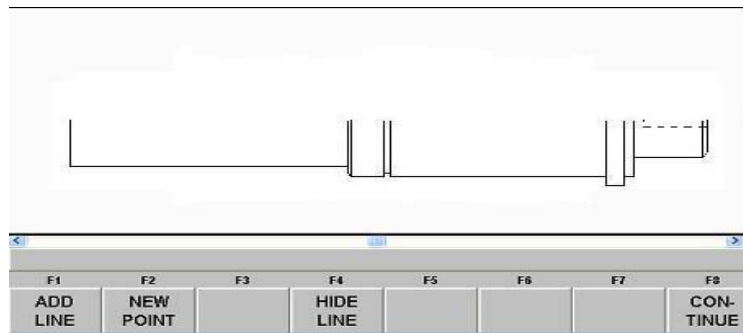 F1 F2 F3 F4 F5 F6 F7 F8
ADD NEW HIDE CON-
LINE POINT LINE TINUE